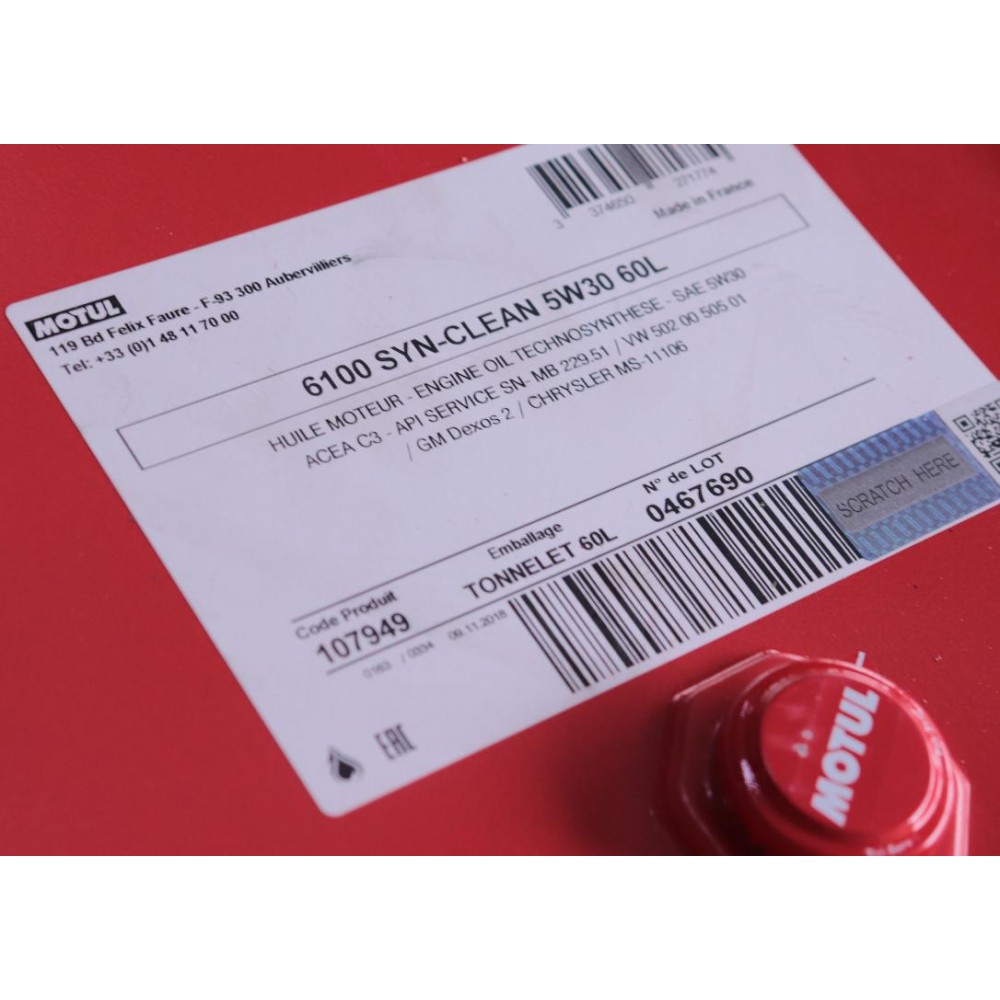 3 374650 271774
Made in France
MOTUL
119 Bd Felix Faure - F-93 300 Aubervilliers
Tel: +33 (0)1 48 11 70 00
6100 SYN-CLEAN 5W30 60L
HUILE MOTEUR - ENGINE OIL TECHNOSYNTHESE - SAE 5W30
ACEA C3 - API SERVICE SN- MB 229.51 / VW 502 00 505 01
/ GM Dexos 2 / CHRYSLER MS-11106
Code Produit Emballage N° de LOT
107949 TONNELET 60L 0467690
0163 / 0334 09.11.2018
SCRATCH HERE
EAC
MOTUL